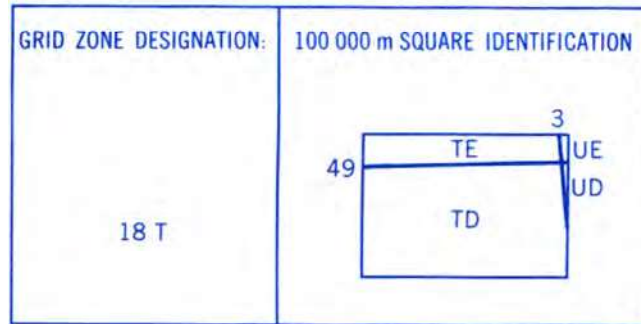 GRID ZONE DESIGNATION:
18 T
100 000 m SQUARE IDENTIFICATION
3
TE
UE
49
UD
TD